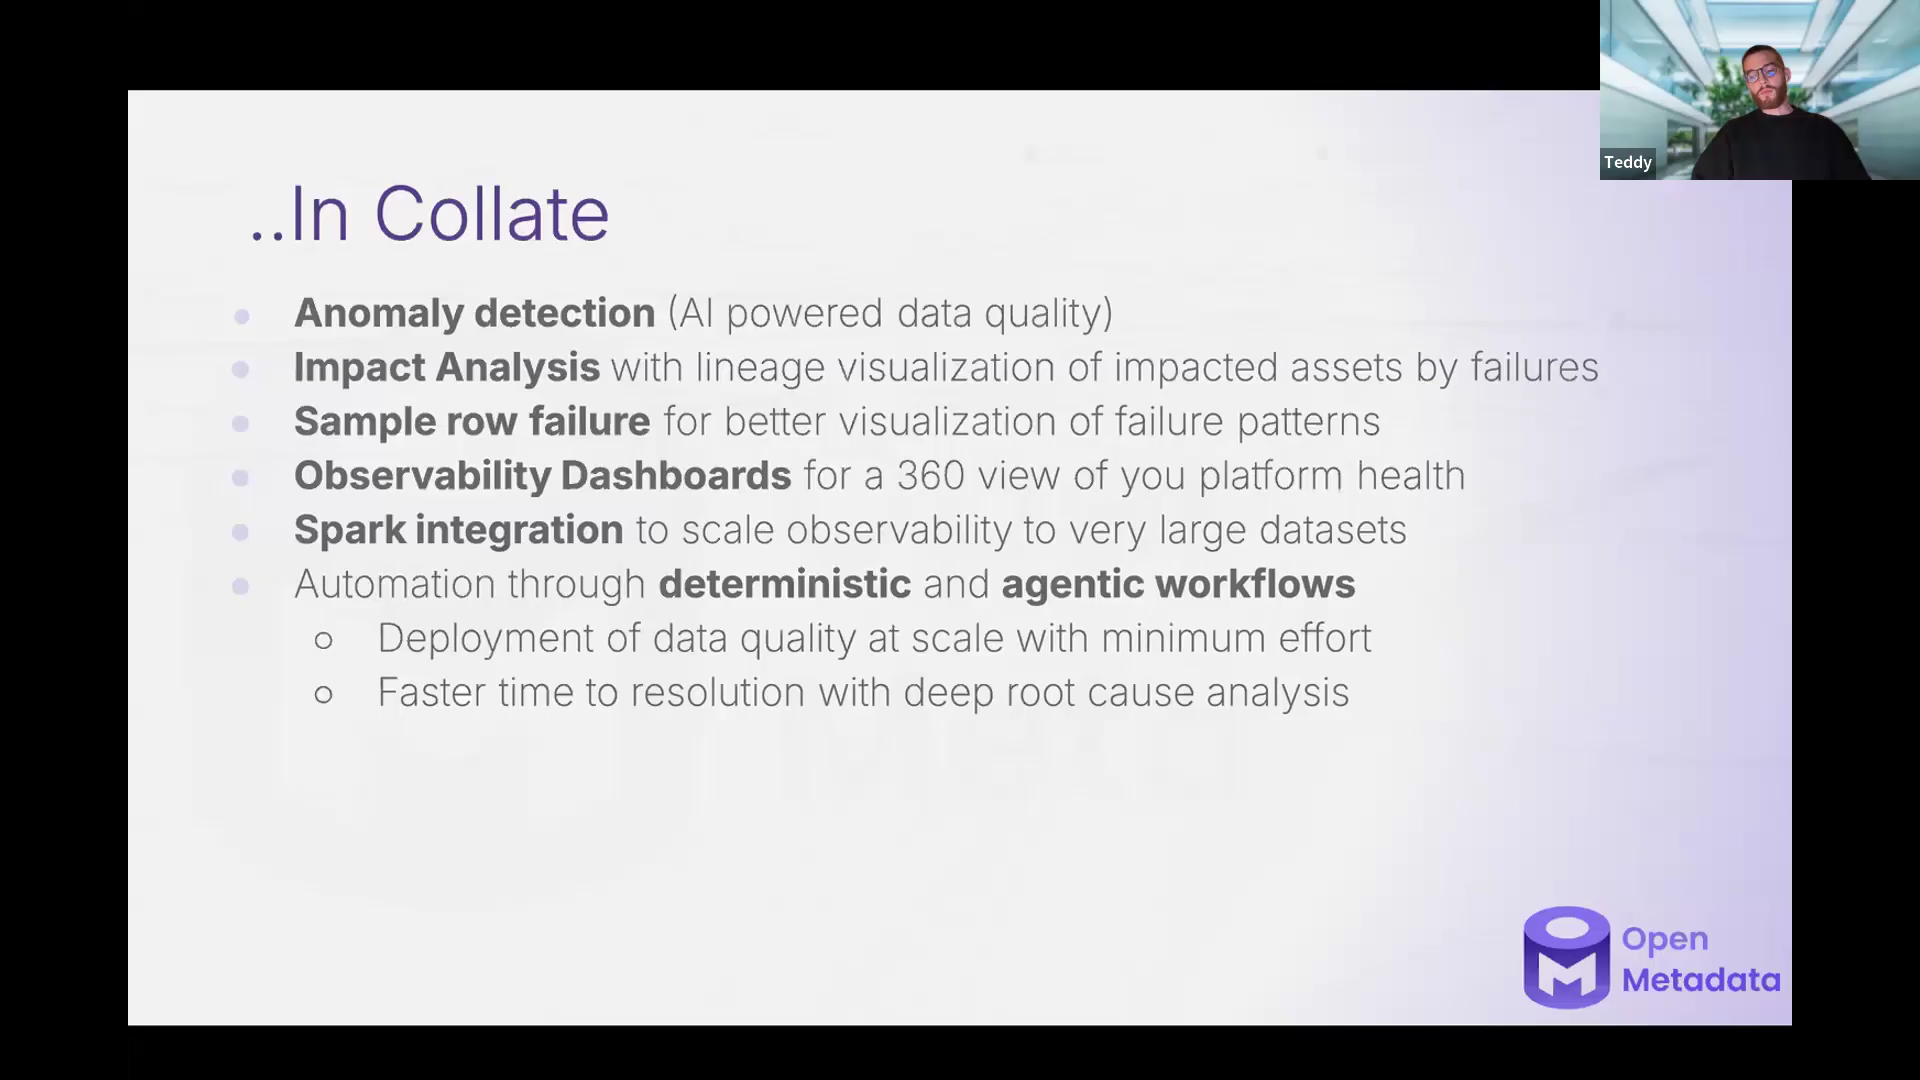 Teddy
..In Collate
Anomaly detection (AI powered data quality)
Impact Analysis with lineage visualization of impacted assets by failures
Sample row failure for better visualization of failure patterns
Observability Dashboards for a 360 view of you platform health
Spark integration to scale observability to very large datasets
Automation through deterministic and agentic workflows
Deployment of data quality at scale with minimum effort
Faster time to resolution with deep root cause analysis
Open
Metadata